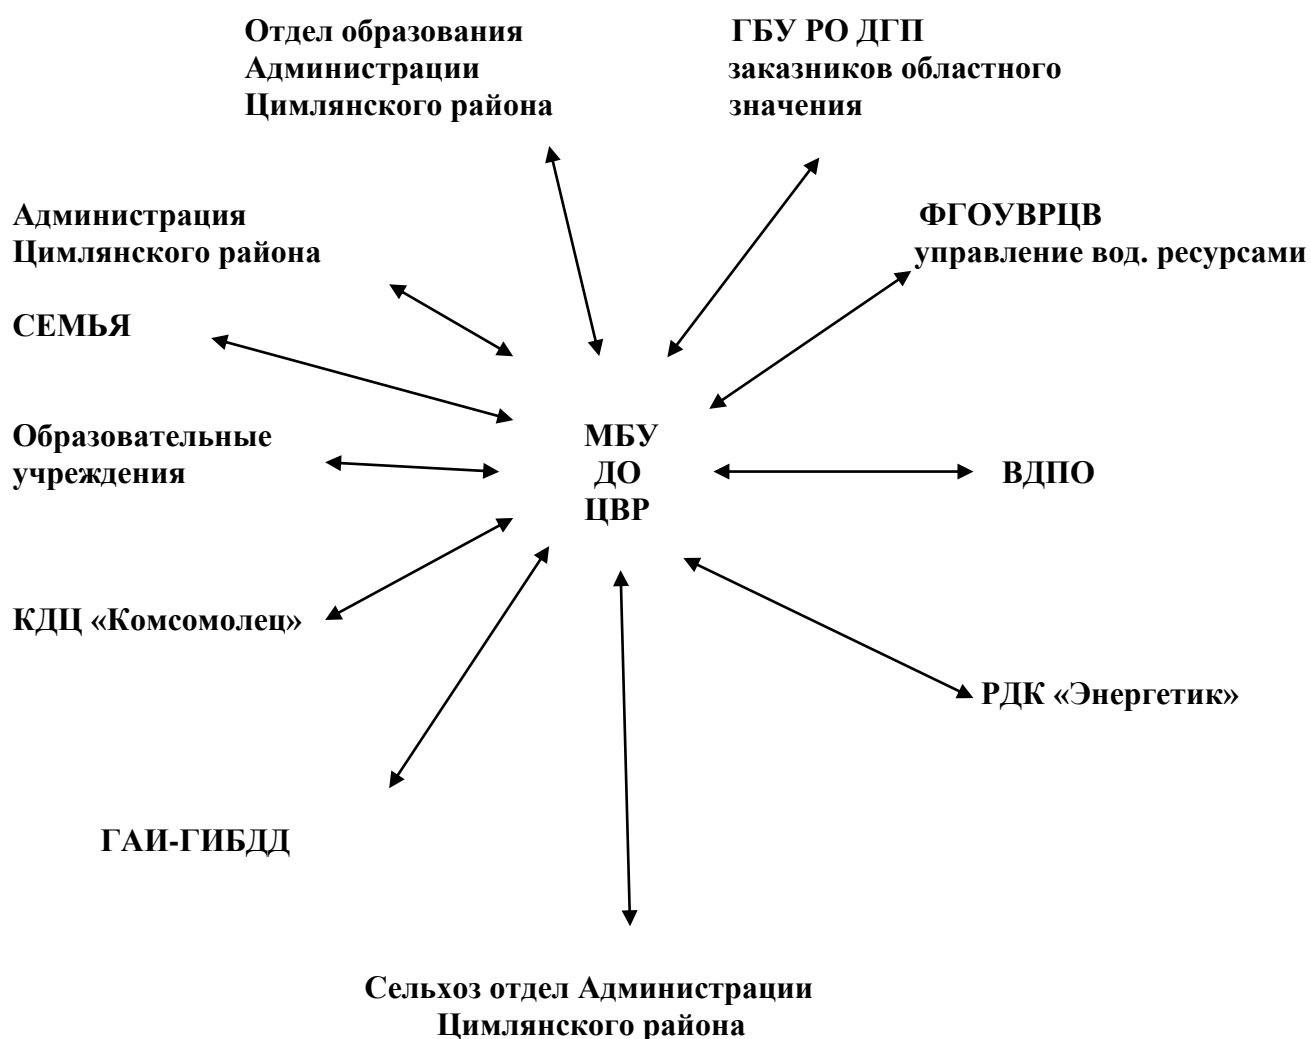 Отдел образования
Администрации
Цимлянского района
ГБУ РО ДГП
заказников областного
значения
Администрация
Цимлянского района
ФГОУВРЦВ
управление вод. ресурсами
СЕМЬЯ
Образовательные
учреждения
МБУ
ДО
ЦВР
ВДПО
КДЦ «Комсомолец»
РДК «Энергетик»
ГАИ-ГИБДД
Сельхоз отдел Администрации
Цимлянского района